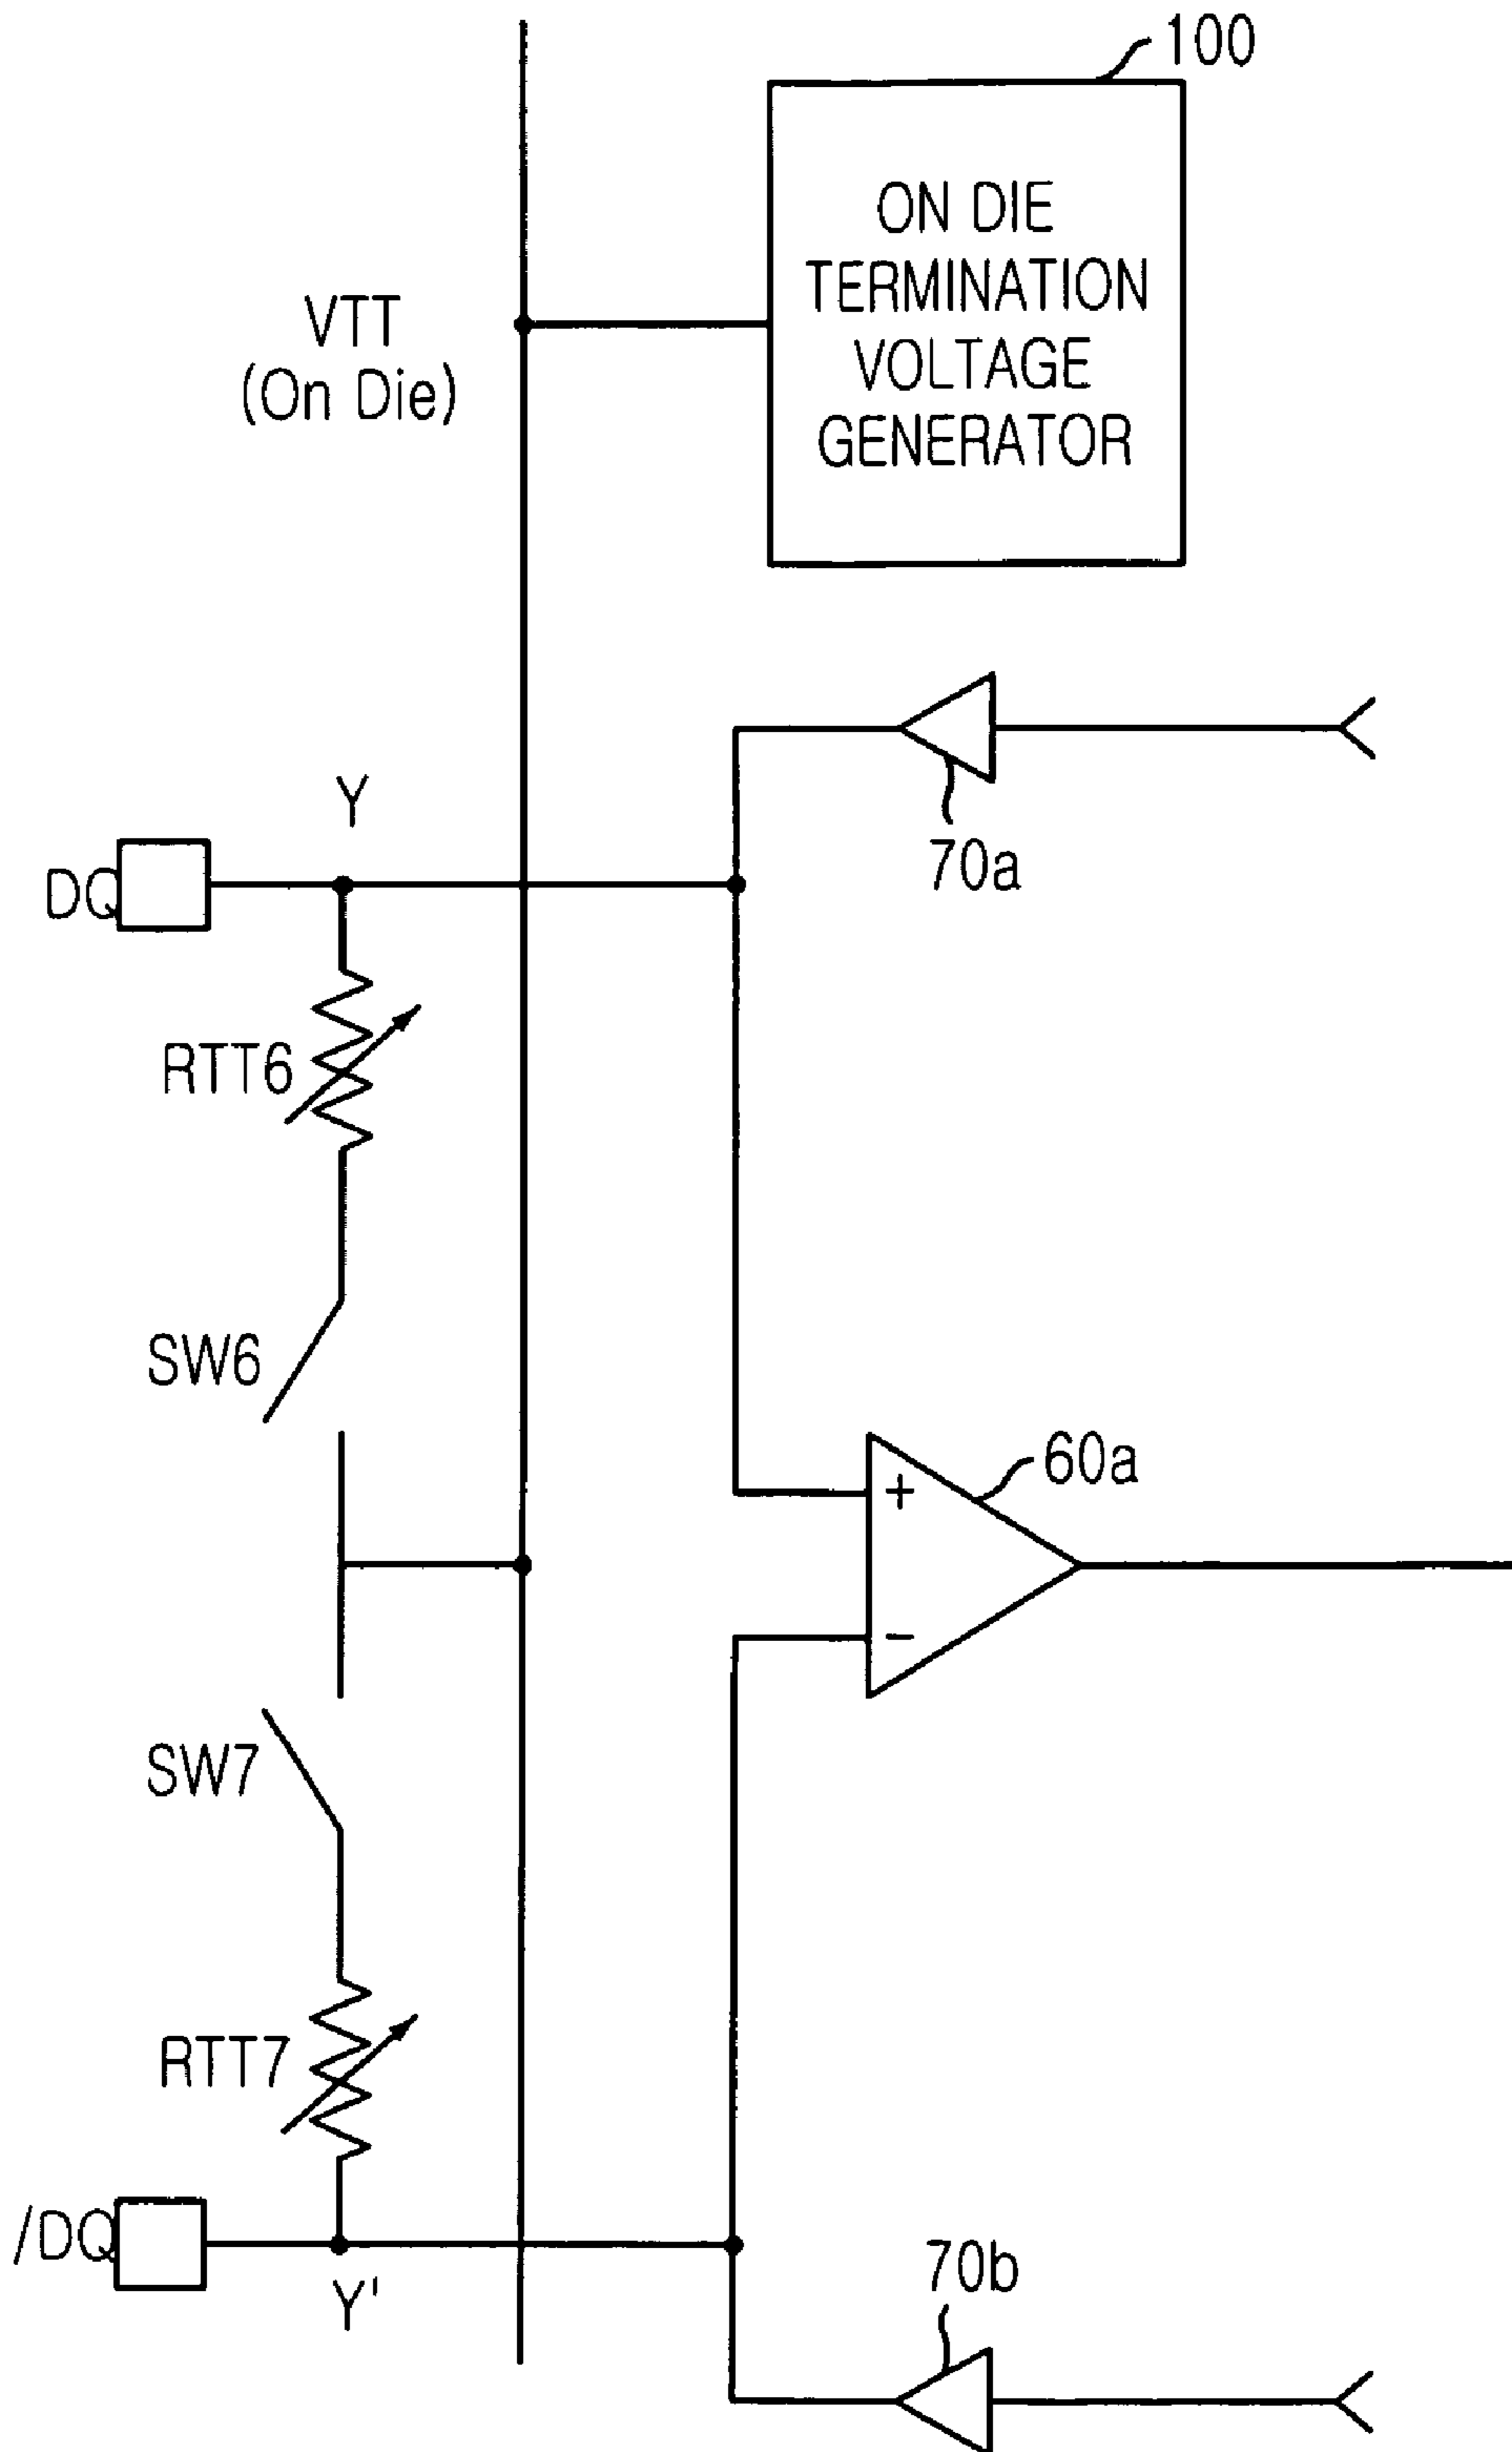 100
ON DIE
TERMINATION
VOLTAGE
GENERATOR
VTT
(On Die)
70a
Y
DQ
RTT6
SW6
60a
+
−
SW7
RTT7
/DQ
Y'
70b